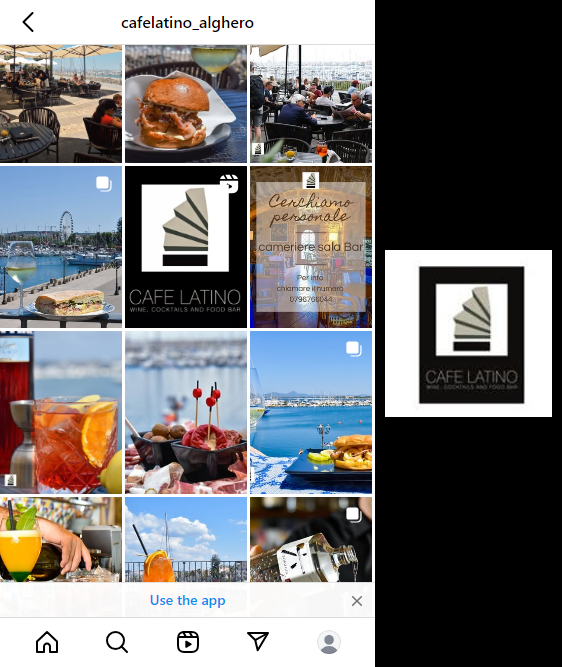 cafelatino_alghero
CAFE LATINO
WINE, COCKTAILS AND FOOD BAR
Cerchiamo
personale
cameriere sala Bar
Per info
chiamare il numero
0796766044
Use the app
CAFE LATINO
WINE, COCKTAILS AND FOOD BAR